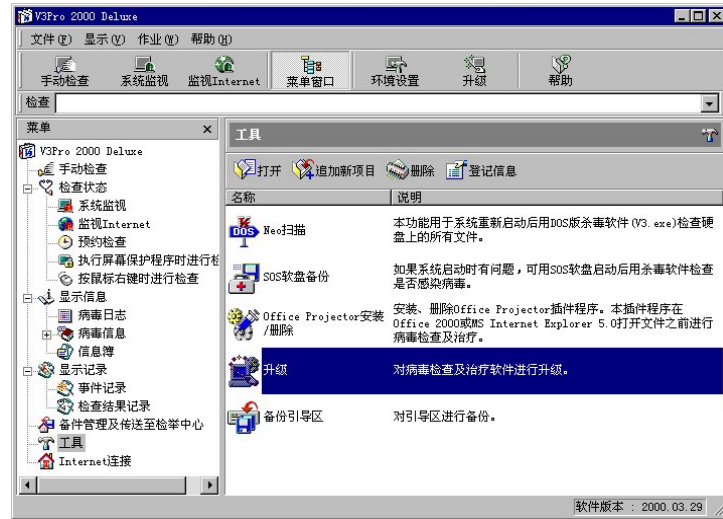 V3Pro 2000 Deluxe
文件(F) 显示(V) 作业(W) 帮助(H)
手动检查 系统监视 监视Internet 菜单窗口 环境设置 升级 帮助
检查
菜单 x
V3Pro 2000 Deluxe
手动检查
检查状态
系统监视
监视Internet
预约检查
执行屏幕保护程序时进行检
按鼠标右键时进行检查
显示信息
病毒日志
病毒信息
信息簿
显示记录
事件记录
检查结果记录
备件管理及传送至检举中心
工具
Internet连接
工具
打开 追加新项目 删除 登记信息
名称 说明
DOS
Neo扫描
本功能用于系统重新启动后用DOS版杀毒软件(V3.exe)检查硬
盘上的所有文件。
SOS软盘备份
如果系统启动时有问题，可用SOS软盘启动后用杀毒软件检查
是否感染病毒。
Office Projector安装
/删除
安装、删除Office Projector插件程序。本插件程序在
Office 2000或MS Internet Explorer 5.0打开文件之前进行
病毒检查及治疗。
升级
对病毒检查及治疗软件进行升级。
备份引导区
对引导区进行备份。
软件版本 : 2000.03.29